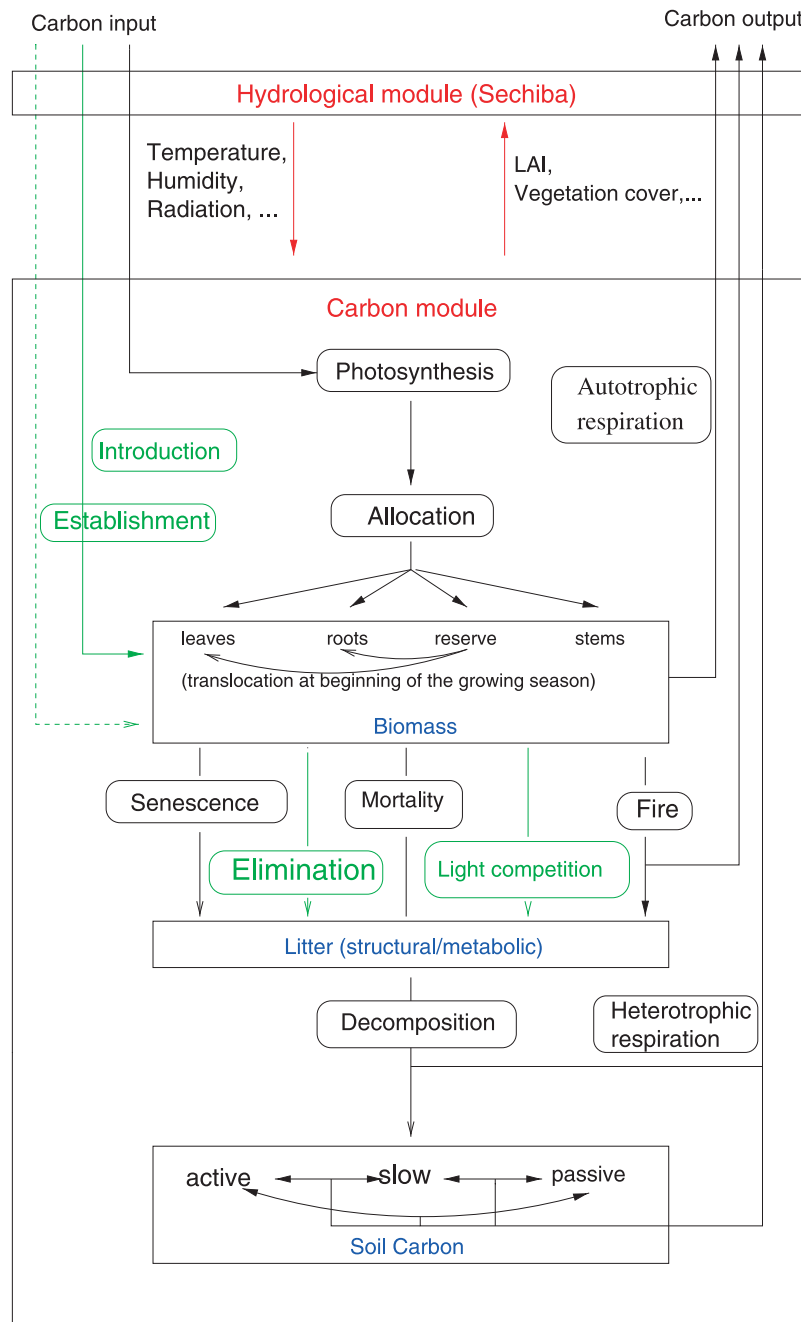 Carbon input
Carbon output
Hydrological module (Sechiba)
Temperature,
Humidity,
Radiation, ...
LAI,
Vegetation cover,...
Carbon module
Photosynthesis
Autotrophic
respiration
Introduction
Establishment
Allocation
leaves roots reserve stems
(translocation at beginning of the growing season)
Biomass
Senescence
Mortality
Fire
Elimination
Light competition
Litter (structural/metabolic)
Decomposition
Heterotrophic
respiration
active slow passive
Soil Carbon